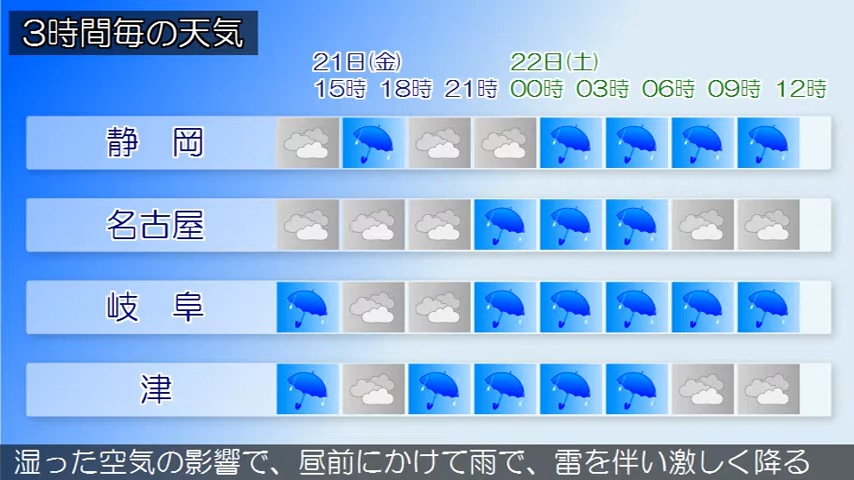 3時間毎の天気
21日(金) 22日(土)
15時 18時 21時 00時 03時 06時 09時 12時
静 岡
名古屋
岐 阜
津
湿った空気の影響で、昼前にかけて雨で、雷を伴い激しく降る